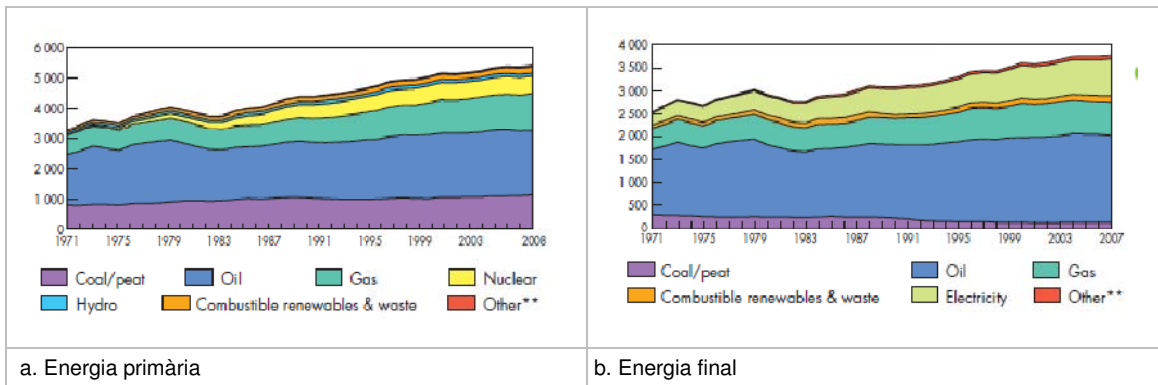 6 000
5 000
4 000
3 000
2 000
1 000
0
1971 1975 1979 1983 1987 1991 1995 1999 2003 2008
Coal/peat Oil Gas Nuclear
Hydro Combustible renewables & waste Other**
a. Energia primària
4 000
3 500
3 000
2 500
2 000
1 500
1 000
500
0
1971 1975 1979 1983 1987 1991 1995 1999 2003 2007
Coal/peat Oil Gas
Combustible renewables & waste Electricity Other**
b. Energia final